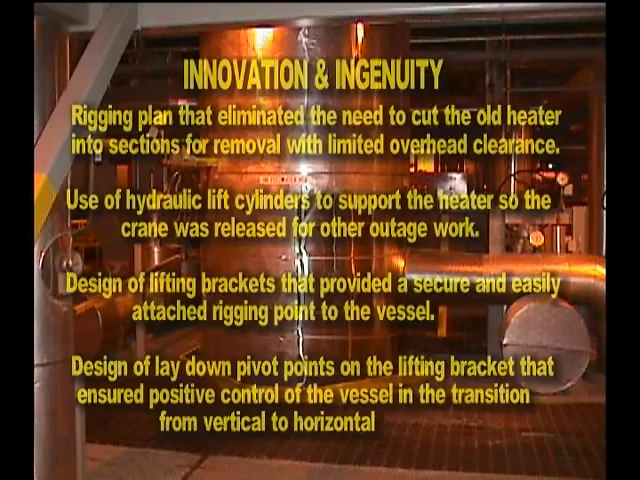 INNOVATION & INGENUITY
Rigging plan that eliminated the need to cut the old heater
into sections for removal with limited overhead clearance.
Use of hydraulic lift cylinders to support the heater so the
crane was released for other outage work.
Design of lifting brackets that provided a secure and easily
attached rigging point to the vessel.
Design of lay down pivot points on the lifting bracket that
ensured positive control of the vessel in the transition
from vertical to horizontal